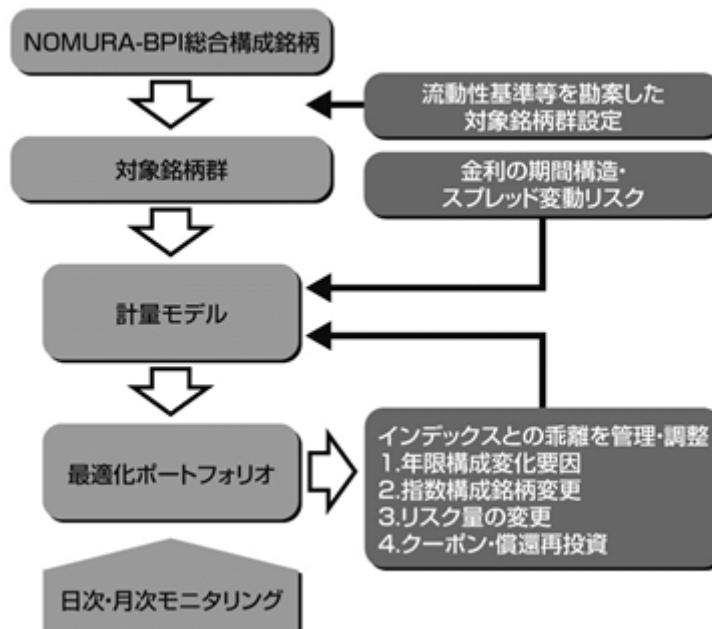 NOMURA-BPI総合構成銘柄
流動性基準等を勘案した
対象銘柄群設定
対象銘柄群
金利の期間構造・
スプレッド変動リスク
計量モデル
最適化ポートフォリオ
インデックスとの乖離を管理・調整
1.年限構成変化要因
2.指数構成銘柄変更
3.リスク量の変更
4.クーポン・償還再投資
日次・月次モニタリング